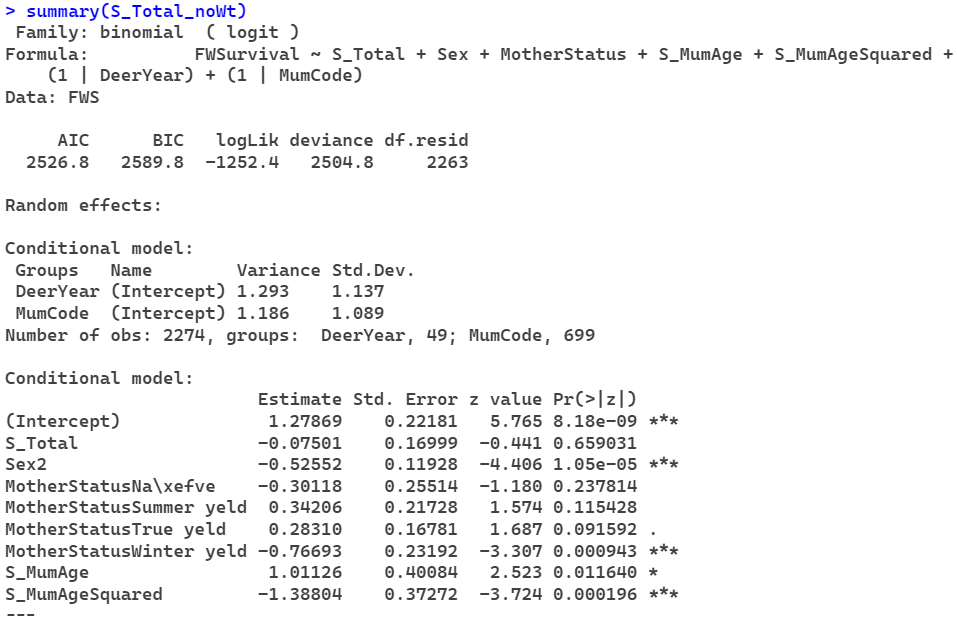 > summary(S_Total_noWt)
 Family: binomial  ( logit )
Formula:          FWSurvival ~ S_Total + Sex + MotherStatus + S_MumAge + S_MumAgeSquared +
    (1 | DeerYear) + (1 | MumCode)
Data: FWS
     AIC      BIC   logLik deviance df.resid
  2526.8   2589.8  -1252.4   2504.8     2263
Random effects:
Conditional model:
 Groups   Name        Variance Std.Dev.
 DeerYear (Intercept) 1.293    1.137
 MumCode  (Intercept) 1.186    1.089
Number of obs: 2274, groups:  DeerYear, 49; MumCode, 699
Conditional model:
                        Estimate Std. Error z value Pr(>|z|)
(Intercept)              1.27869    0.22181   5.765 8.18e-09 ***
S_Total                 -0.07501    0.16999  -0.441 0.659031
Sex2                    -0.52552    0.11928  -4.406 1.05e-05 ***
MotherStatusNa\xefve    -0.30118    0.25514  -1.180 0.237814
MotherStatusSummer yeld  0.34206    0.21728   1.574 0.115428
MotherStatusTrue yeld    0.28310    0.16781   1.687 0.091592 .
MotherStatusWinter yeld -0.76693    0.23192  -3.307 0.000943 ***
S_MumAge                 1.01126    0.40084   2.523 0.011640 *
S_MumAgeSquared         -1.38804    0.37272  -3.724 0.000196 ***
---